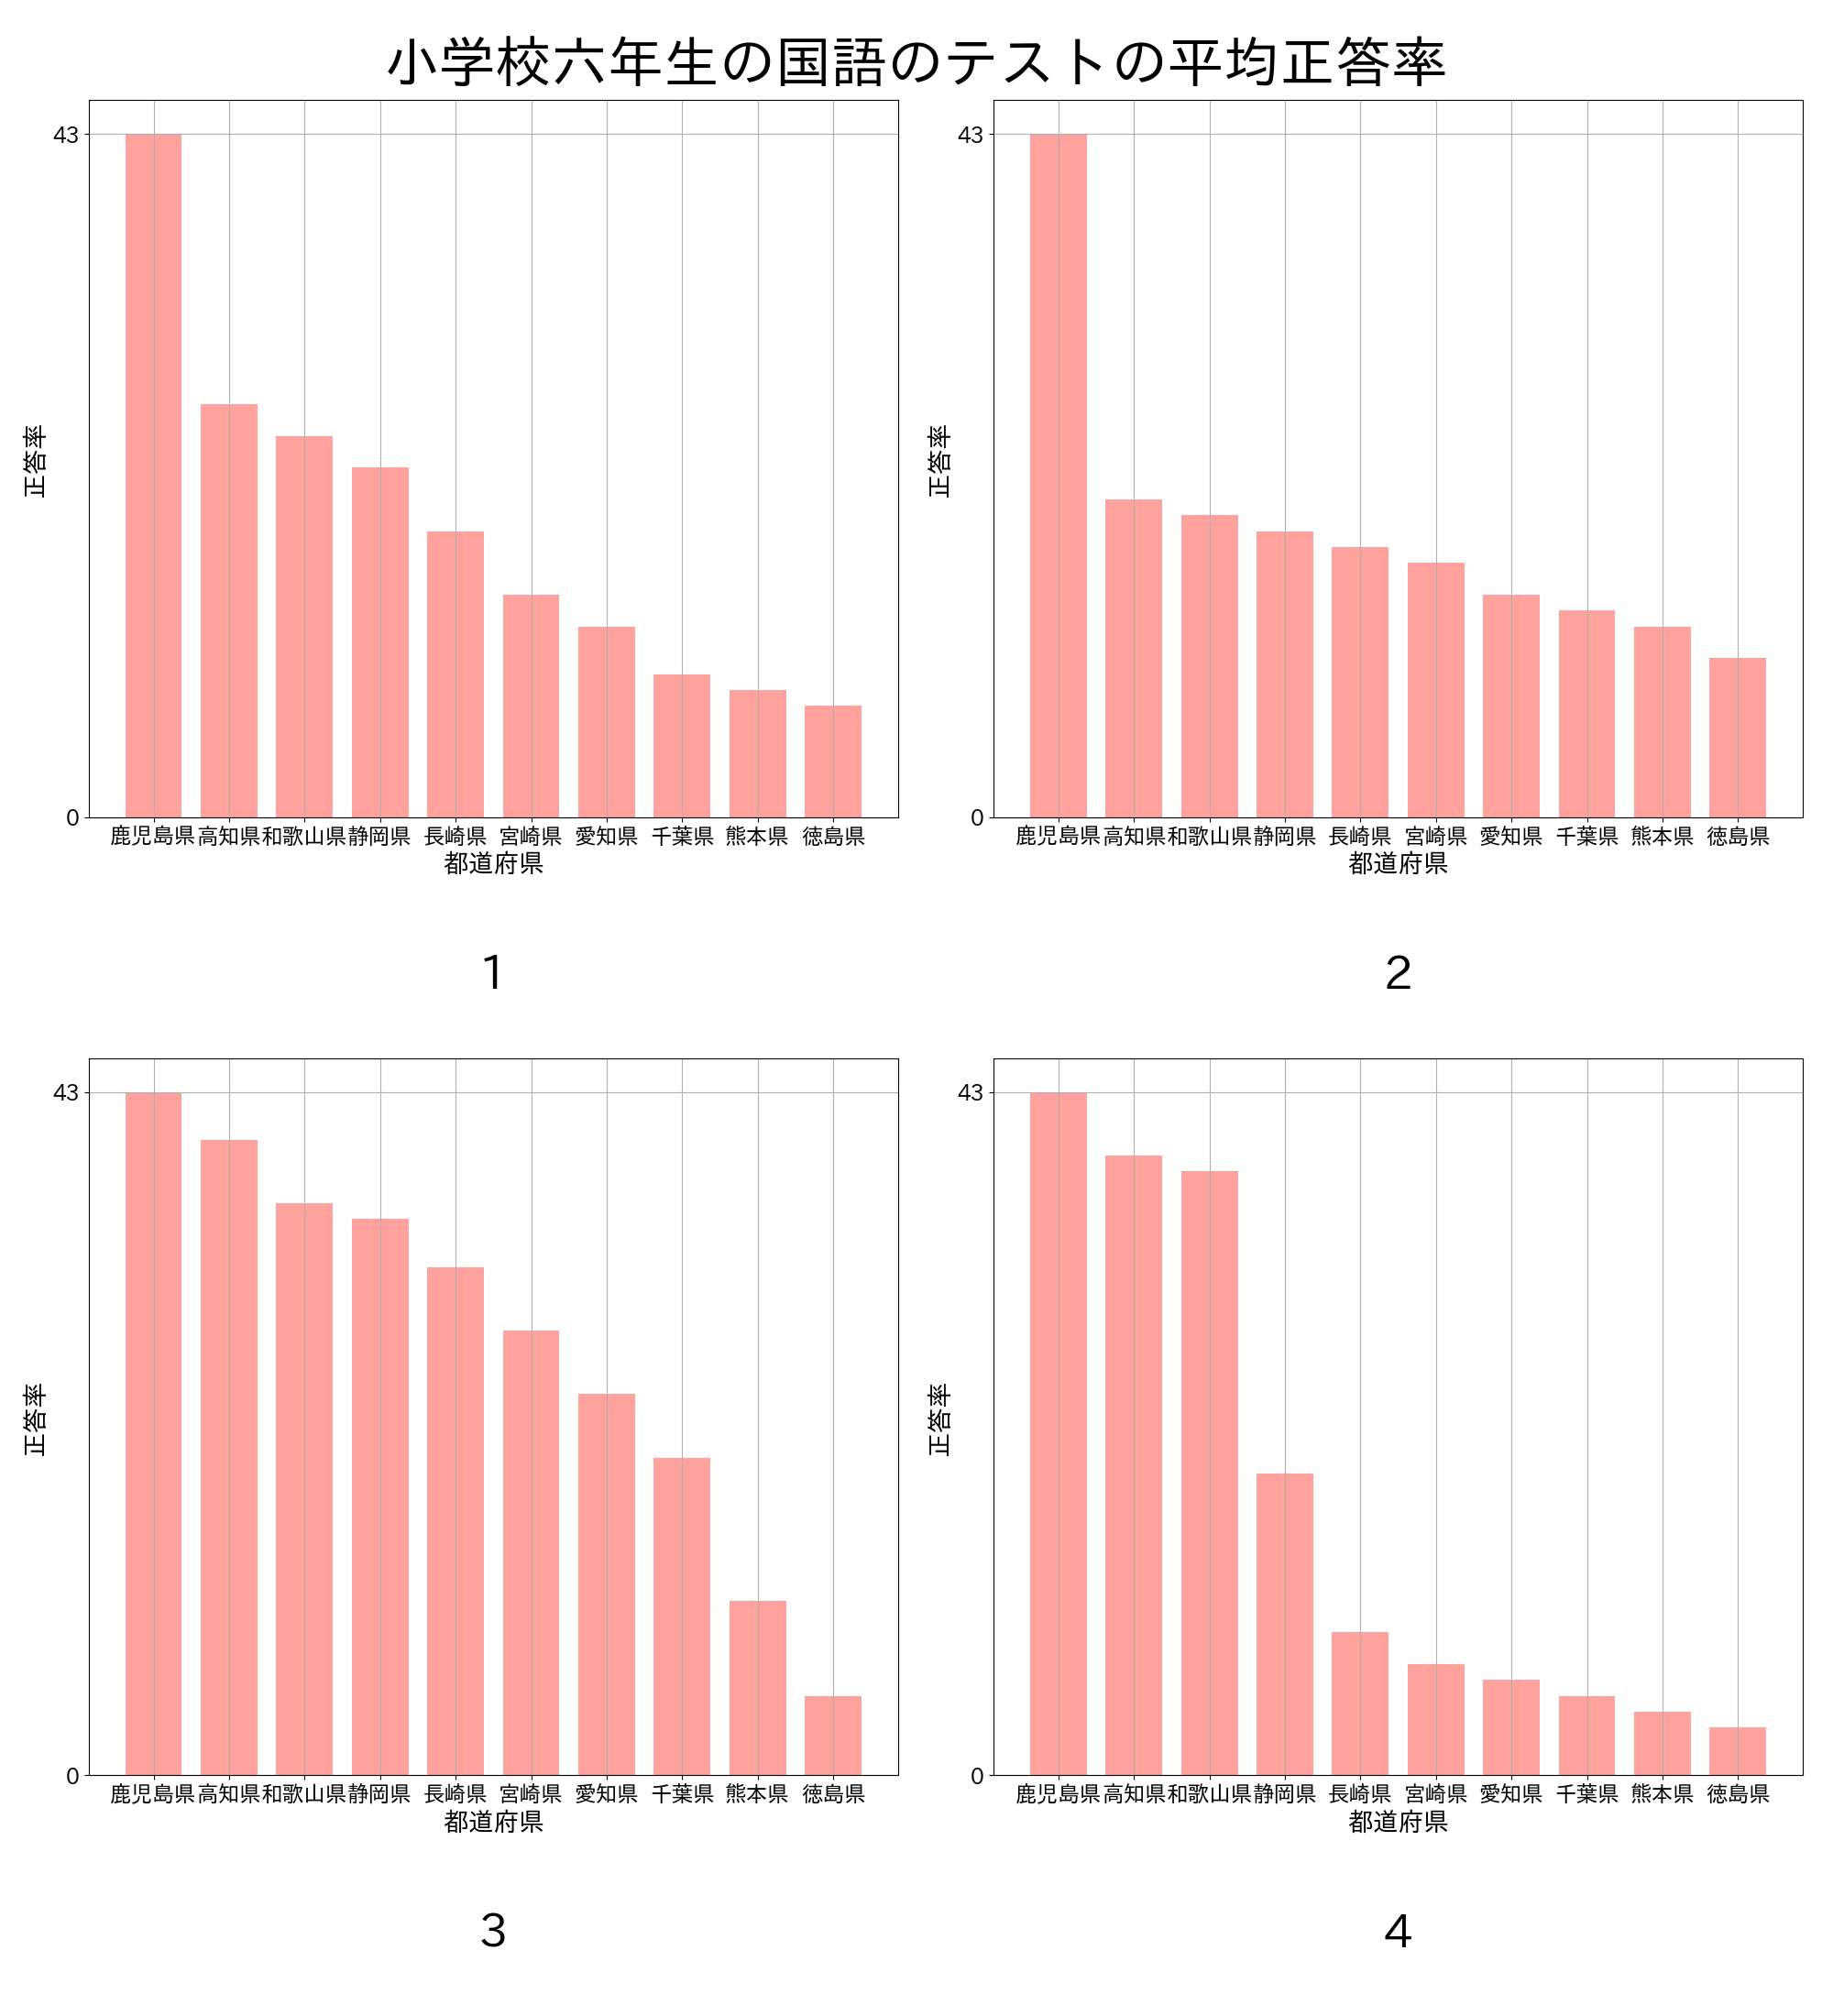 小学校六年生の国語のテストの平均正答率
43
0
正答率
鹿児島県 高知県 和歌山県 静岡県 長崎県 宮崎県 愛知県 千葉県 熊本県 徳島県
都道府県
1
43
0
正答率
鹿児島県 高知県 和歌山県 静岡県 長崎県 宮崎県 愛知県 千葉県 熊本県 徳島県
都道府県
2
43
0
正答率
鹿児島県 高知県 和歌山県 静岡県 長崎県 宮崎県 愛知県 千葉県 熊本県 徳島県
都道府県
3
43
0
正答率
鹿児島県 高知県 和歌山県 静岡県 長崎県 宮崎県 愛知県 千葉県 熊本県 徳島県
都道府県
4